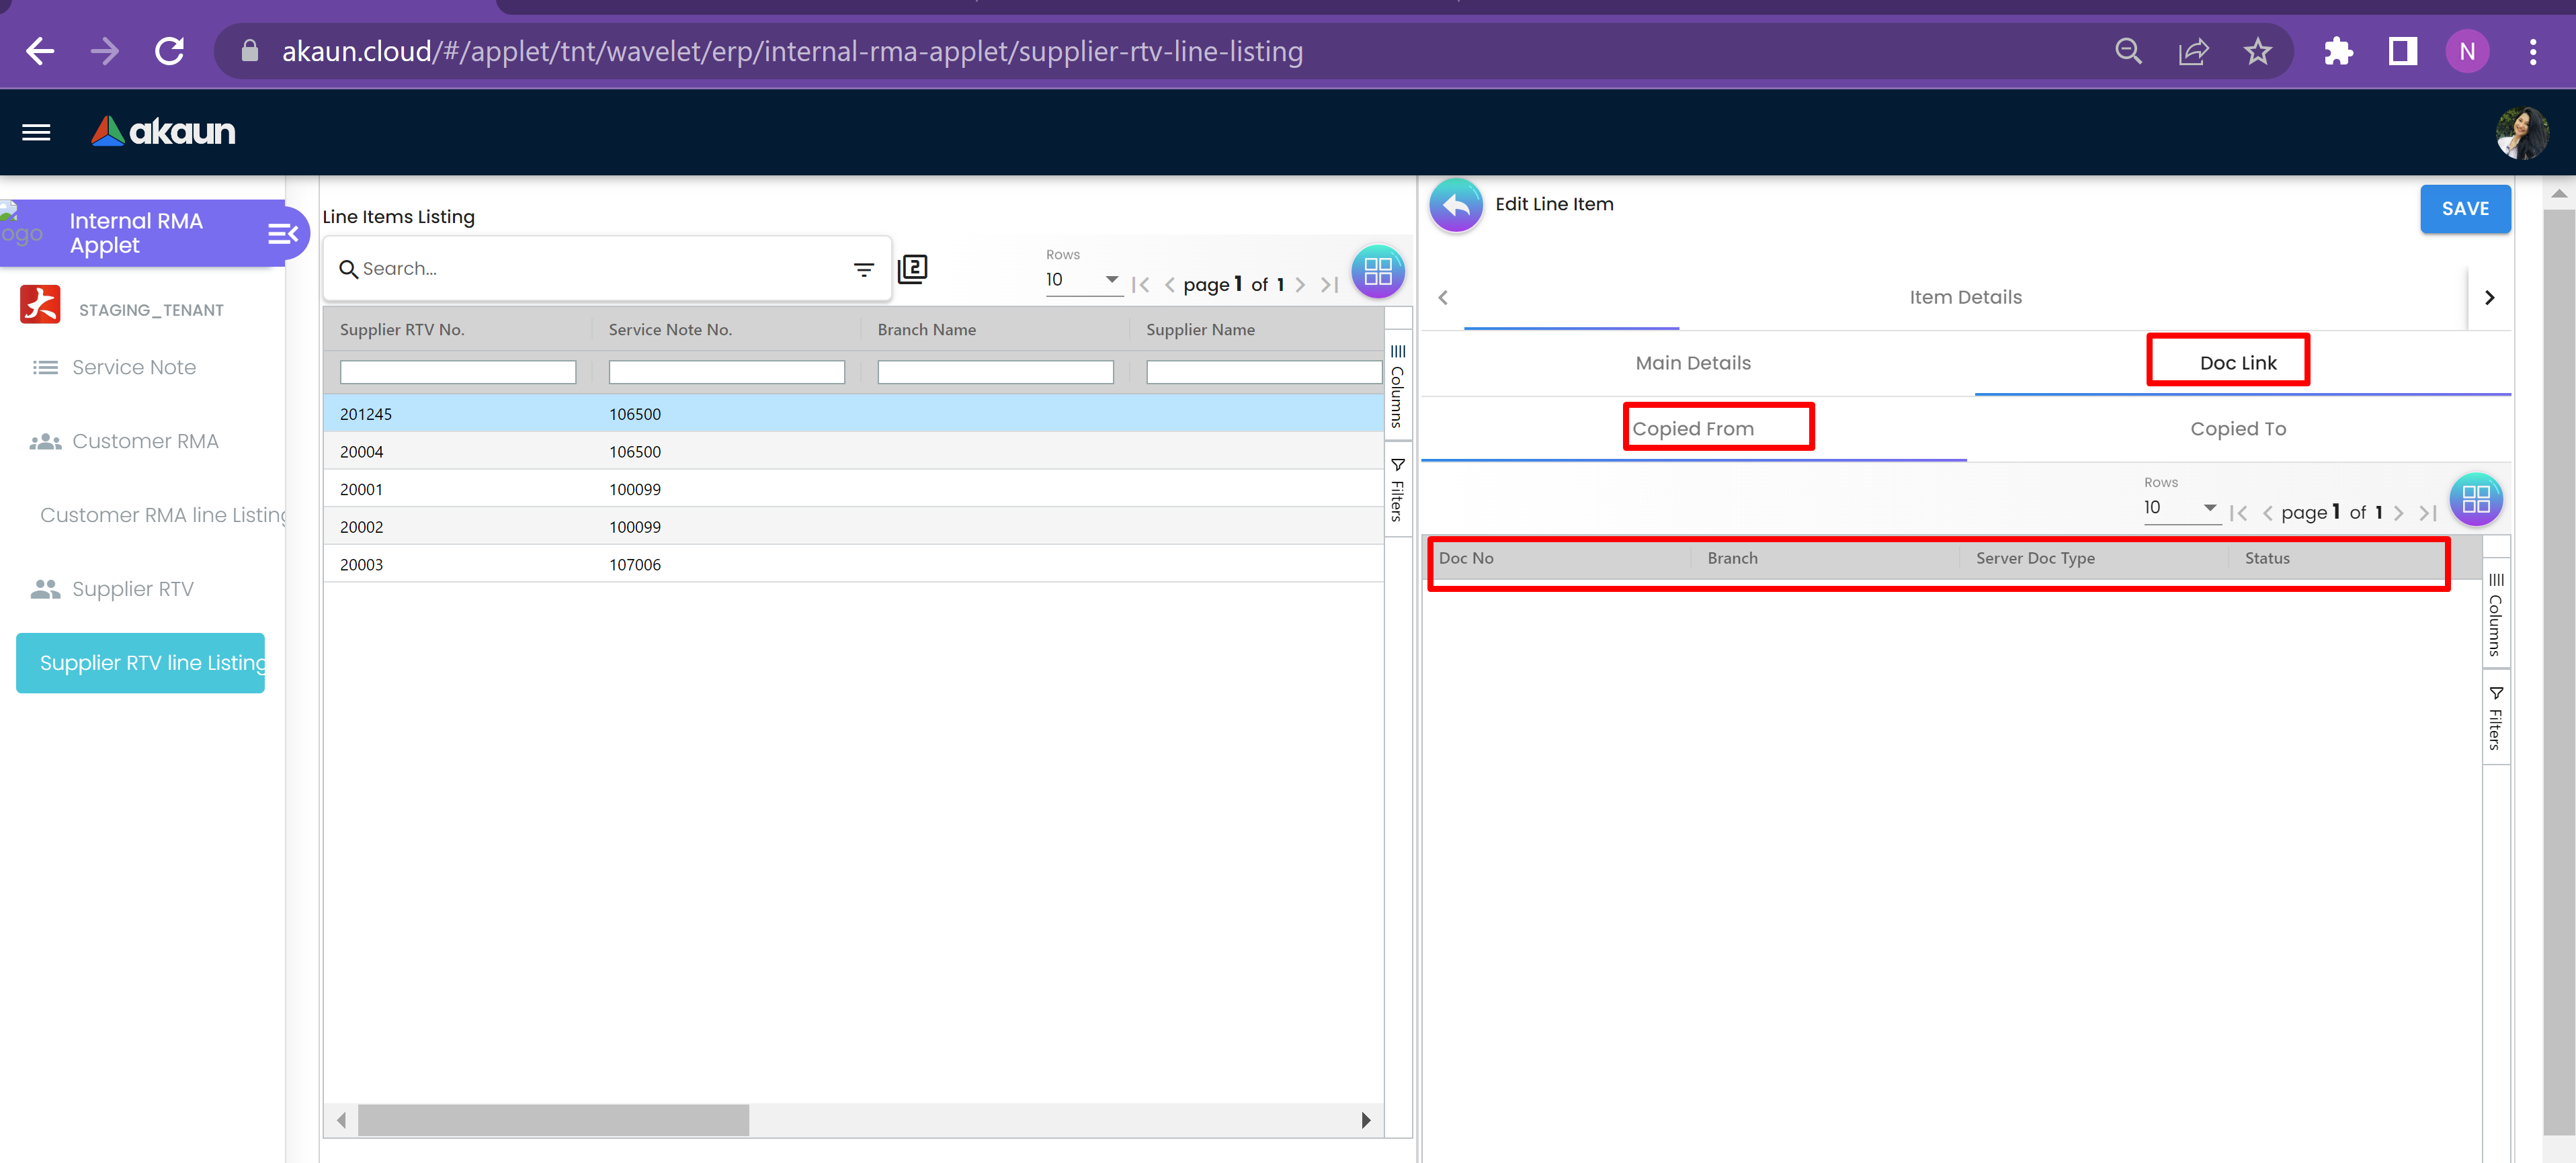 akaun.cloud/#/applet/tnt/wavelet/erp/internal-rma-applet/supplier-rtv-line-listing
N
akaun
ogo
Internal RMA
Applet
STAGING_TENANT
Service Note
Customer RMA
Customer RMA line Listing
Supplier RTV
Supplier RTV line Listing
Line Items Listing
Search...
2
Rows
10
page 1 of 1
Supplier RTV No. Service Note No. Branch Name Supplier Name
201245 106500
20004 106500
20001 100099
20002 100099
20003 107006
Columns
Filters
Edit Line Item
SAVE
Item Details
Main Details Doc Link
Copied From Copied To
Rows
10
page 1 of 1
Doc No Branch Server Doc Type Status
Columns
Filters